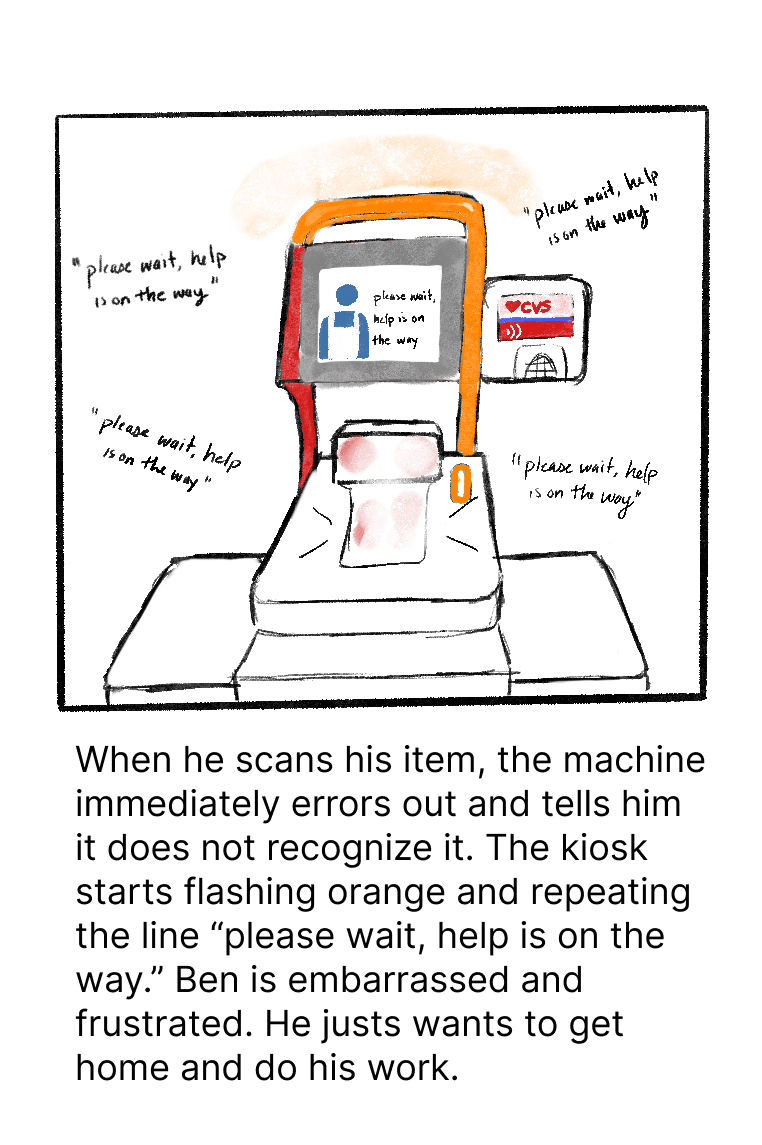 "please wait, help
is on the way"
"please wait, help
is on the way"
please wait,
help is on
the way
CVS
"please wait, help
is on the way"
"please wait, help
is on the way"
When he scans his item, the machine
immediately errors out and tells him
it does not recognize it. The kiosk
starts flashing orange and repeating
the line “please wait, help is on the
way.” Ben is embarrassed and
frustrated. He justs wants to get
home and do his work.